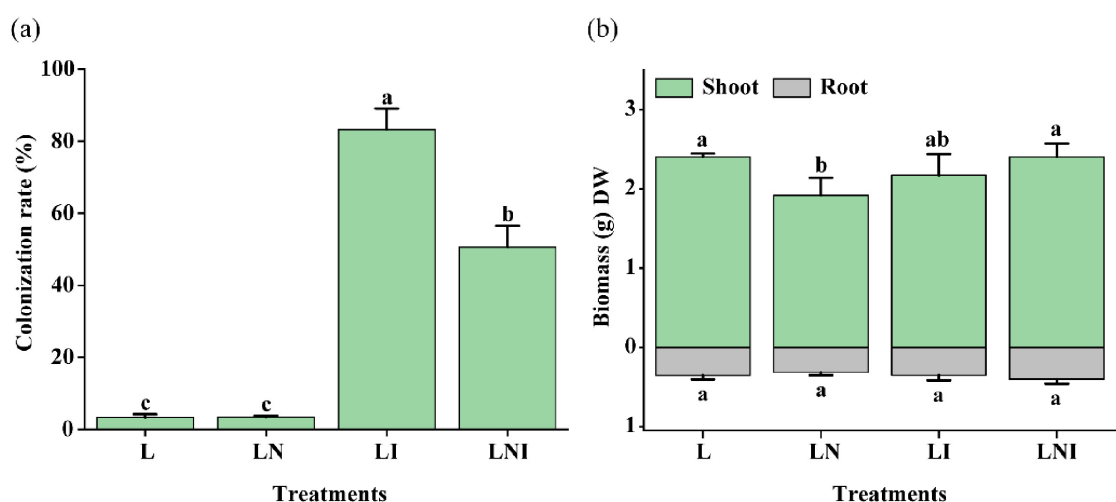 (a)
100
80
60
40
20
0
Colonization rate (%)
c
c
a
b
L
LN
LI
LNI
Treatments
(b)
Shoot
Root
3
2
1
0
1
Biomass (g) DW
a
b
ab
a
a
a
a
a
L
LN
LI
LNI
Treatments